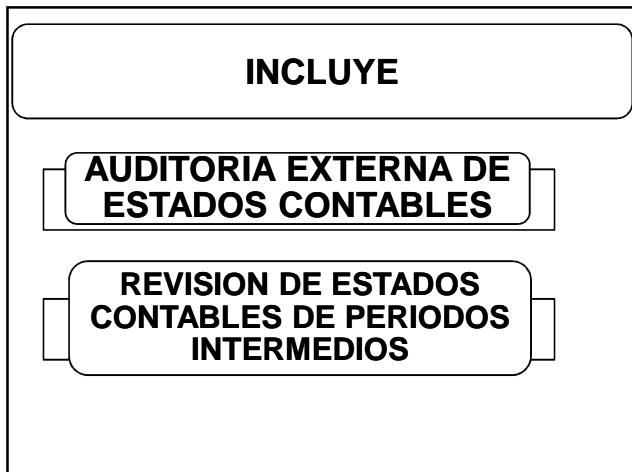 INCLUYE
AUDITORIA EXTERNA DE
ESTADOS CONTABLES
REVISION DE ESTADOS
CONTABLES DE PERIODOS
INTERMEDIOS